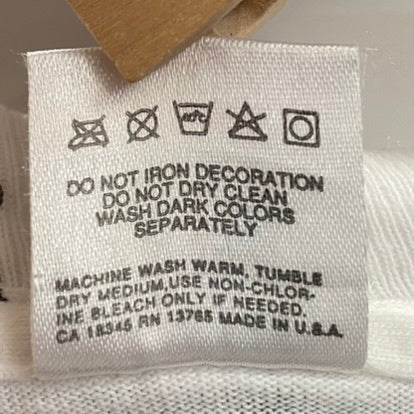 40°C
DO NOT IRON DECORATION
DO NOT DRY CLEAN
WASH DARK COLORS
SEPARATELY
MACHINE WASH WARM, TUMBLE
DRY MEDIUM, USE NON-CHLOR-
INE BLEACH ONLY IF NEEDED.
CA 18345 RN 13765 MADE IN U.S.A.